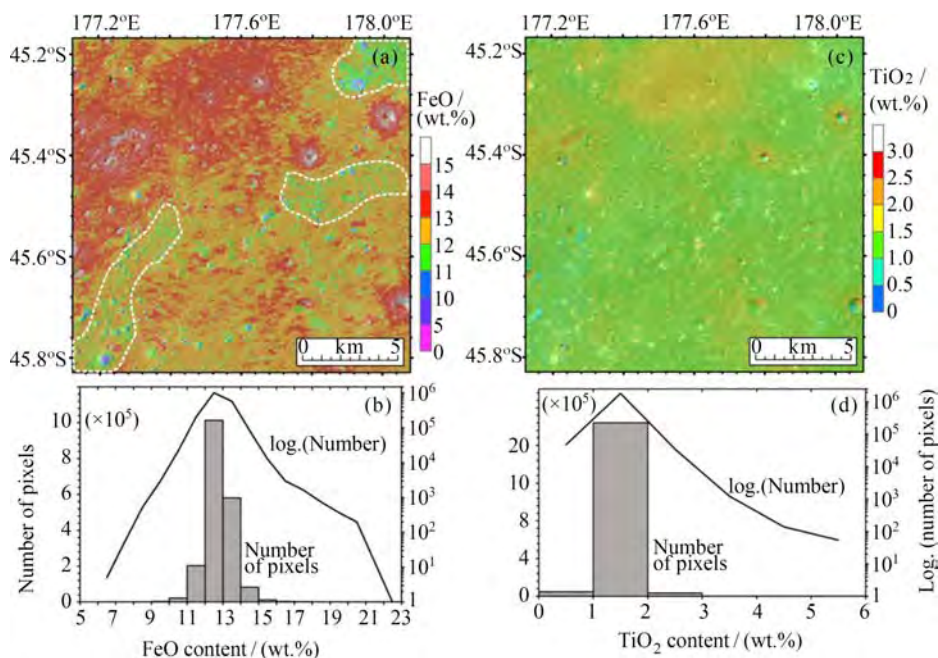 177.2°E 177.6°E 178.0°E 177.2°E 177.6°E 178.0°E
45.2°S (a) 45.2°S (c)
FeO /
(wt.%)
TiO2 /
(wt.%)
45.4°S 15 45.4°S 3.0
14 2.5
13 2.0
45.6°S 12 45.6°S 1.5
11 1.0
10 0.5
5 0
0
45.8°S 0 km 5 45.8°S 0 km 5
(×10⁵) (b) 10⁶ (×10⁵) (d) 10⁶
10 10⁵ 20 10⁵
8 10⁴ 10 10⁴
6 10³ 8 10³
4 10² 4 10²
2 10¹ 10¹
0 1 0 1
log.(Number) log.(Number)
Number
of pixels
Number
of pixels
Number of pixels
Log. (number of pixels)
5 7 9 11 13 15 17 19 21 23 0 1 2 3 4 5 6
FeO content / (wt.%) TiO2 content / (wt.%)